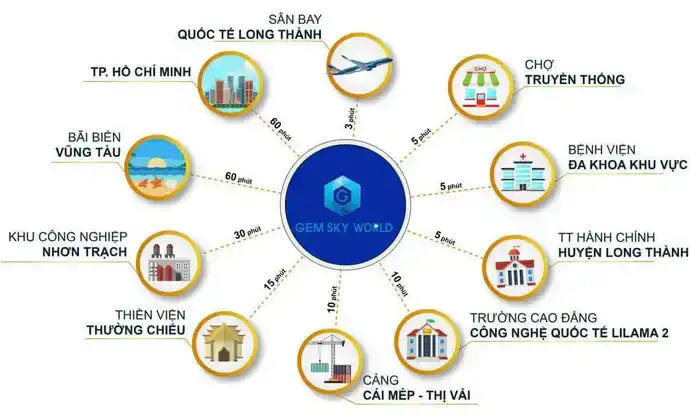 SÂN BAY
QUỐC TẾ LONG THÀNH
3 phút
CHỢ
TRUYỀN THỐNG
5 phút
BỆNH VIỆN
ĐA KHOA KHU VỰC
5 phút
TT HÀNH CHÍNH
HUYỆN LONG THÀNH
5 phút
TRƯỜNG CAO ĐẲNG
CÔNG NGHỆ QUỐC TẾ LILAMA 2
10 phút
CẢNG
CÁI MÉP - THỊ VẢI
10 phút
THIỀN VIỆN
THƯỜNG CHIẾU
15 phút
KHU CÔNG NGHIỆP
NHƠN TRẠCH
30 phút
BÃI BIỂN
VŨNG TÀU
60 phút
TP. HỒ CHÍ MINH
60 phút
CHỢ
G
GEM SKY WORLD